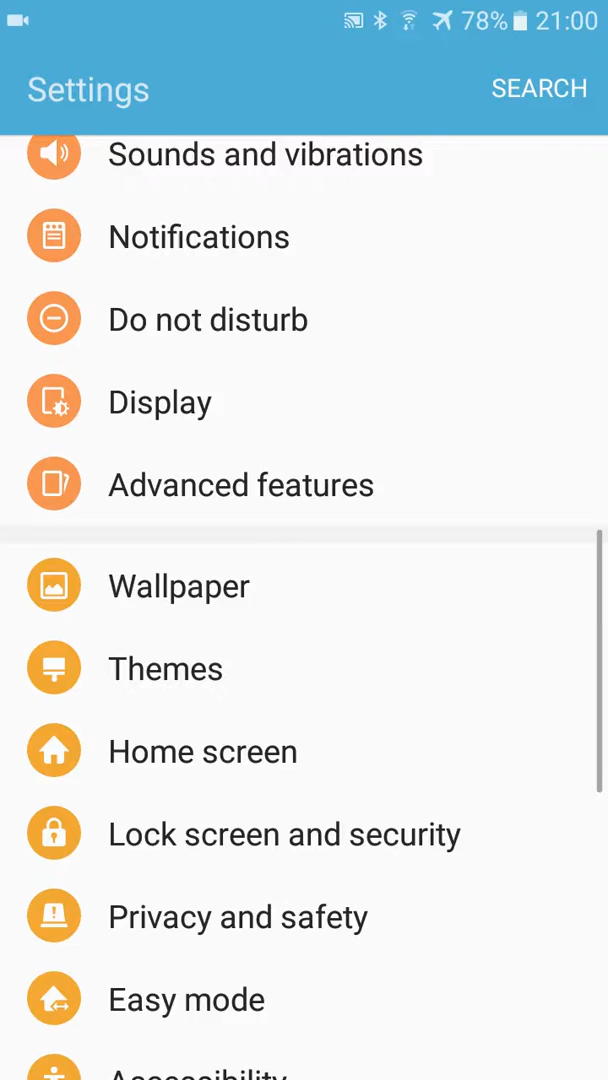 78% 21:00
Settings
SEARCH
Sounds and vibrations
Notifications
Do not disturb
Display
Advanced features
Wallpaper
Themes
Home screen
Lock screen and security
Privacy and safety
Easy mode
Accessibility